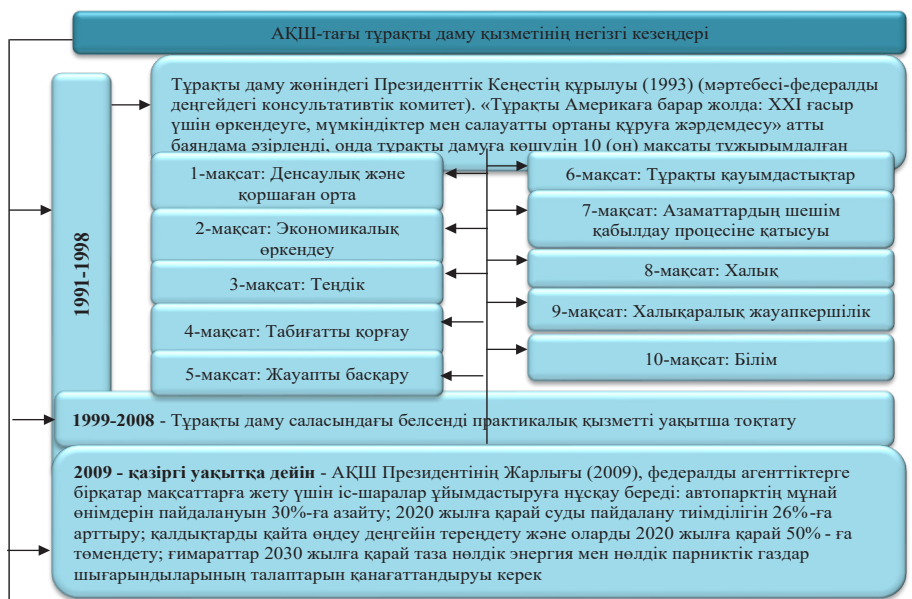 АҚШ-тағы тұрақты даму қызметінің негізгі кезеңдері
1991-1998
Тұрақты даму жөніндегі Президенттік Кеңестің құрылуы (1993) (мәртебесі-федералды
деңгейдегі консультативтік комитет). «Тұрақты Америкаға барар жолда: XXI ғасыр
үшін өркендеуге, мүмкіндіктер мен салауатты ортаны құруға жәрдемдесу» атты
баяндама әзірленді, онда тұрақты дамуға көшудің 10 (он) мақсаты тұжырымдалған
1-мақсат: Денсаулық және
қоршаған орта
2-мақсат: Экономикалық
өркендеу
3-мақсат: Теңдік
4-мақсат: Табиғатты қорғау
5-мақсат: Жауапты басқару
6-мақсат: Тұрақты қауымдастықтар
7-мақсат: Азаматтардың шешім
қабылдау процесіне қатысуы
8-мақсат: Халық
9-мақсат: Халықаралық жауапкершілік
10-мақсат: Білім
1999-2008 - Тұрақты даму саласындағы белсенді практикалық қызметті уақытша тоқтату
2009 - қазіргі уақытқа дейін - АҚШ Президентінің Жарлығы (2009), федералды агенттіктерге
бірқатар мақсаттарға жету үшін іс-шаралар ұйымдастыруға нұсқау береді: автопарктің мұнай
өнімдерін пайдалануын 30%-ға азайту; 2020 жылға қарай суды пайдалану тиімділігін 26%-ға
арттыру; қалдықтарды қайта өңдеу деңгейін тереңдету және оларды 2020 жылға қарай 50% - ға
төмендету; ғимараттар 2030 жылға қарай таза нөлдік энергия мен нөлдік парниктік газдар
шығарындыларының талаптарын қанағаттандыруы керек